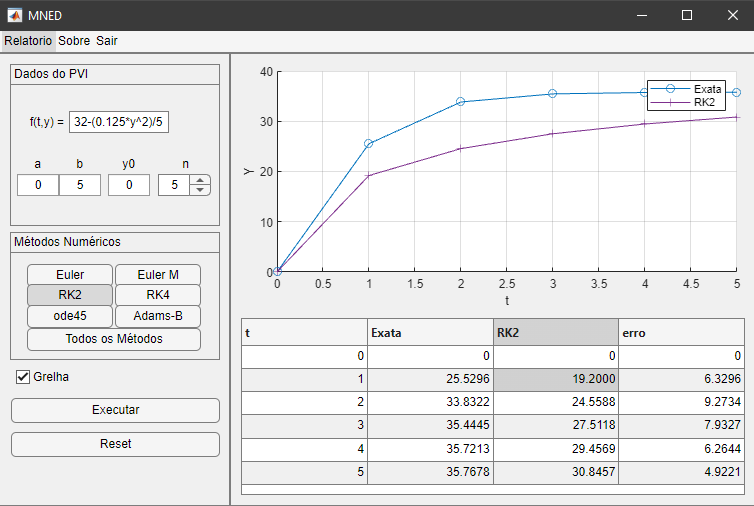 MNED
Relatorio Sobre Sair
Dados do PVI
f(t,y) = 32-(0.125*y^2)/5
a b y0 n
0 5 0 5
Métodos Numéricos
Euler Euler M
RK2 RK4
ode45 Adams-B
Todos os Métodos
Grelha
Executar
Reset
40
30
20
10
0
Y
0 0.5 1 1.5 2 2.5 3 3.5 4 4.5 5
t
Exata
RK2
t Exata RK2 erro
0 0 0 0
1 25.5296 19.2000 6.3296
2 33.8322 24.5588 9.2734
3 35.4445 27.5118 7.9327
4 35.7213 29.4569 6.2644
5 35.7678 30.8457 4.9221